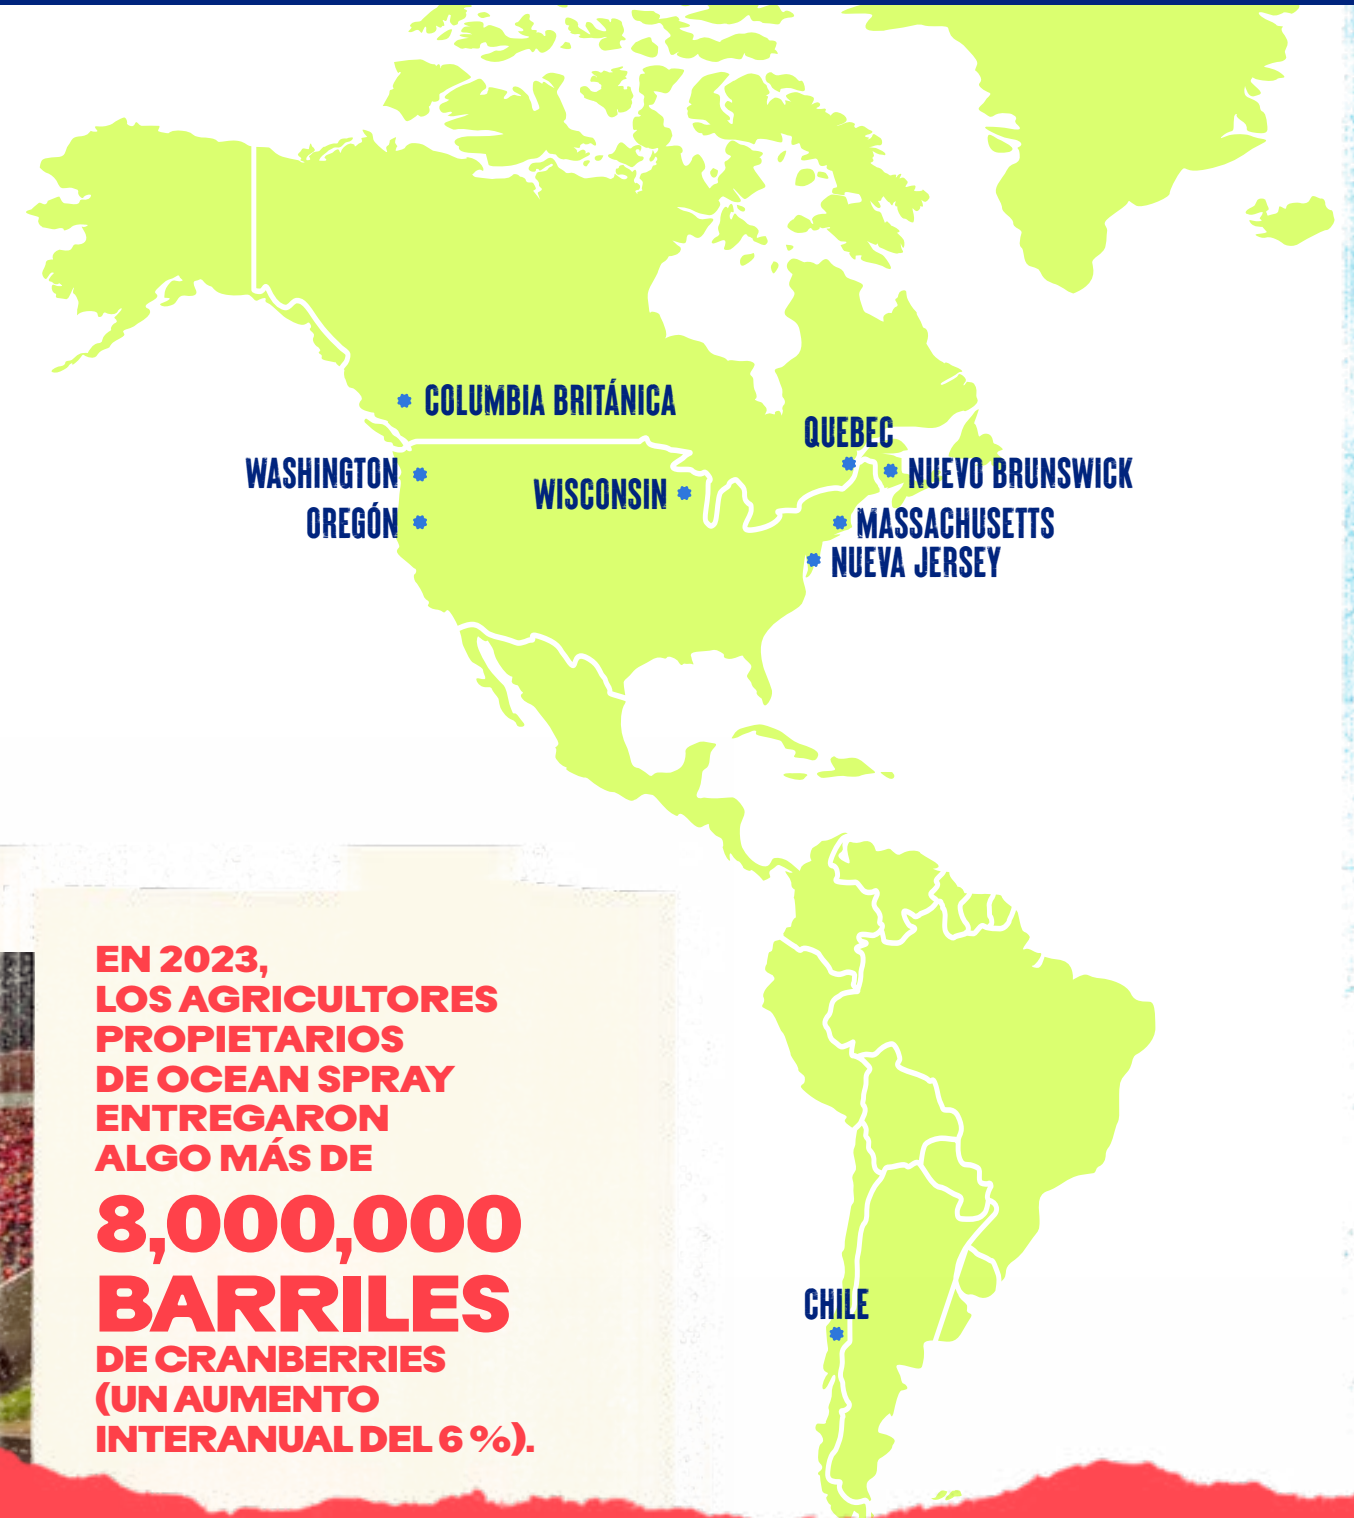 COLUMBIA BRITÁNICA
QUEBEC
WASHINGTON
NUEVO BRUNSWICK
WISCONSIN
OREGÓN
MASSACHUSETTS
NUEVA JERSEY
EN 2023,
LOS AGRICULTORES
PROPIETARIOS
DE OCEAN SPRAY
ENTREGARON
ALGO MÁS DE
8,000,000
BARRILES
DE CRANBERRIES
(UN AUMENTO
INTERANUAL DEL 6 %).
CHILE